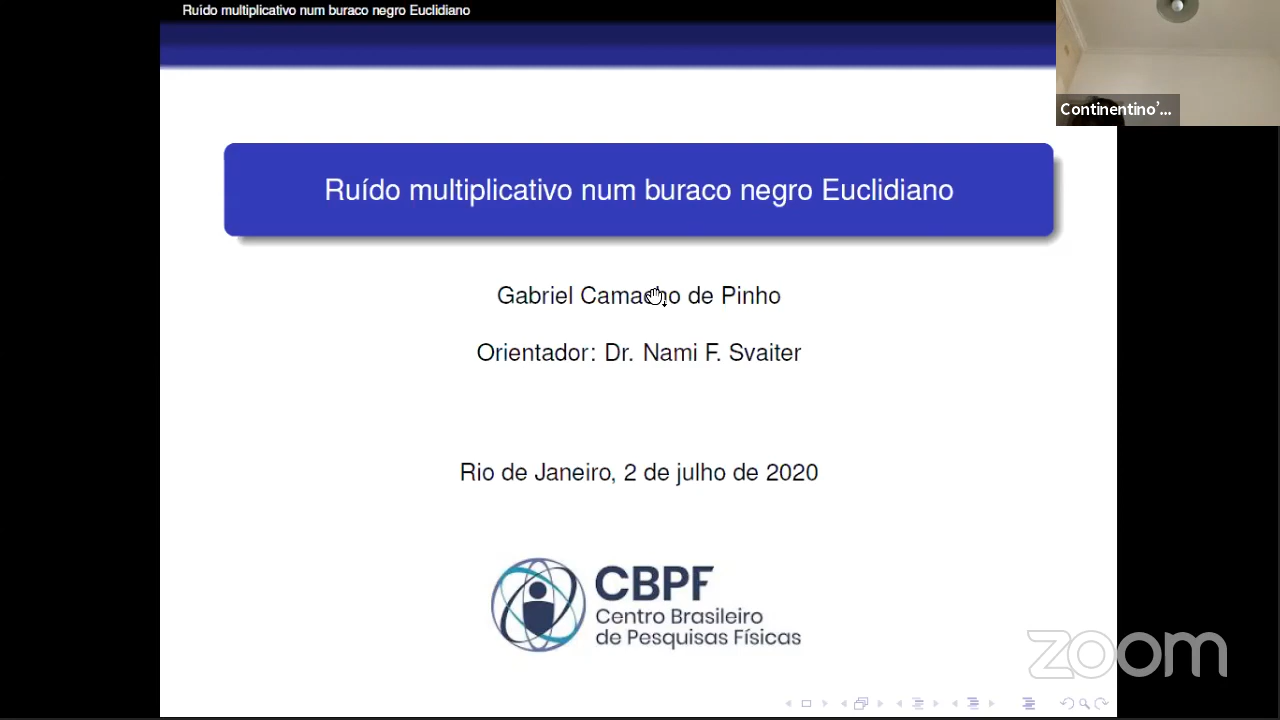 Ruído multiplicativo num buraco negro Euclidiano
Continentino'...
Ruído multiplicativo num buraco negro Euclidiano
Gabriel Camacho de Pinho
Orientador: Dr. Nami F. Svaiter
Rio de Janeiro, 2 de julho de 2020
CBPF
Centro Brasileiro
de Pesquisas Físicas
zoom